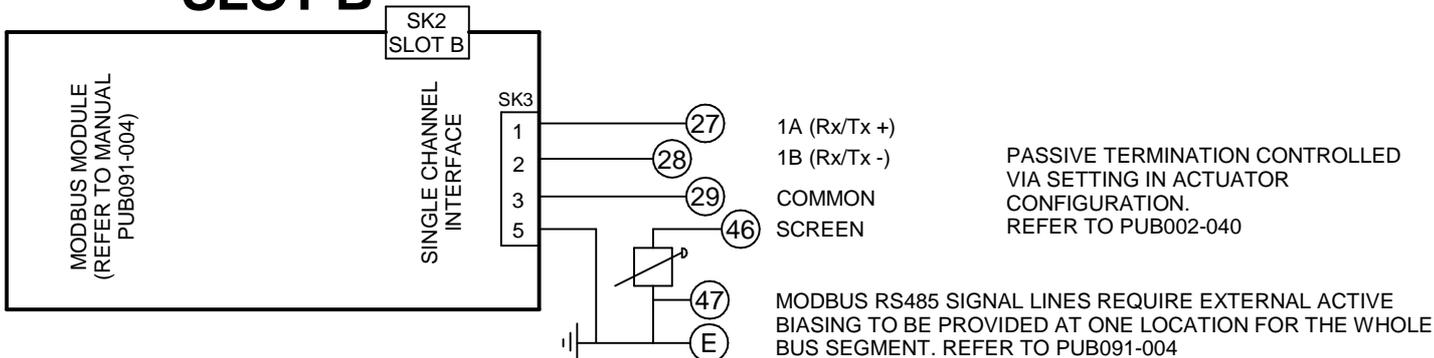 SLOT B
SK2
SLOT B
MODBUS MODULE
(REFER TO MANUAL
PUB091-004)
SINGLE CHANNEL
INTERFACE
SK3
1
2
3
5
27
28
29
46
47
E
1A (Rx/Tx +)
1B (Rx/Tx -)
COMMON
SCREEN
PASSIVE TERMINATION CONTROLLED
VIA SETTING IN ACTUATOR
CONFIGURATION.
REFER TO PUB002-040
MODBUS RS485 SIGNAL LINES REQUIRE EXTERNAL ACTIVE
BIASING TO BE PROVIDED AT ONE LOCATION FOR THE WHOLE
BUS SEGMENT. REFER TO PUB091-004